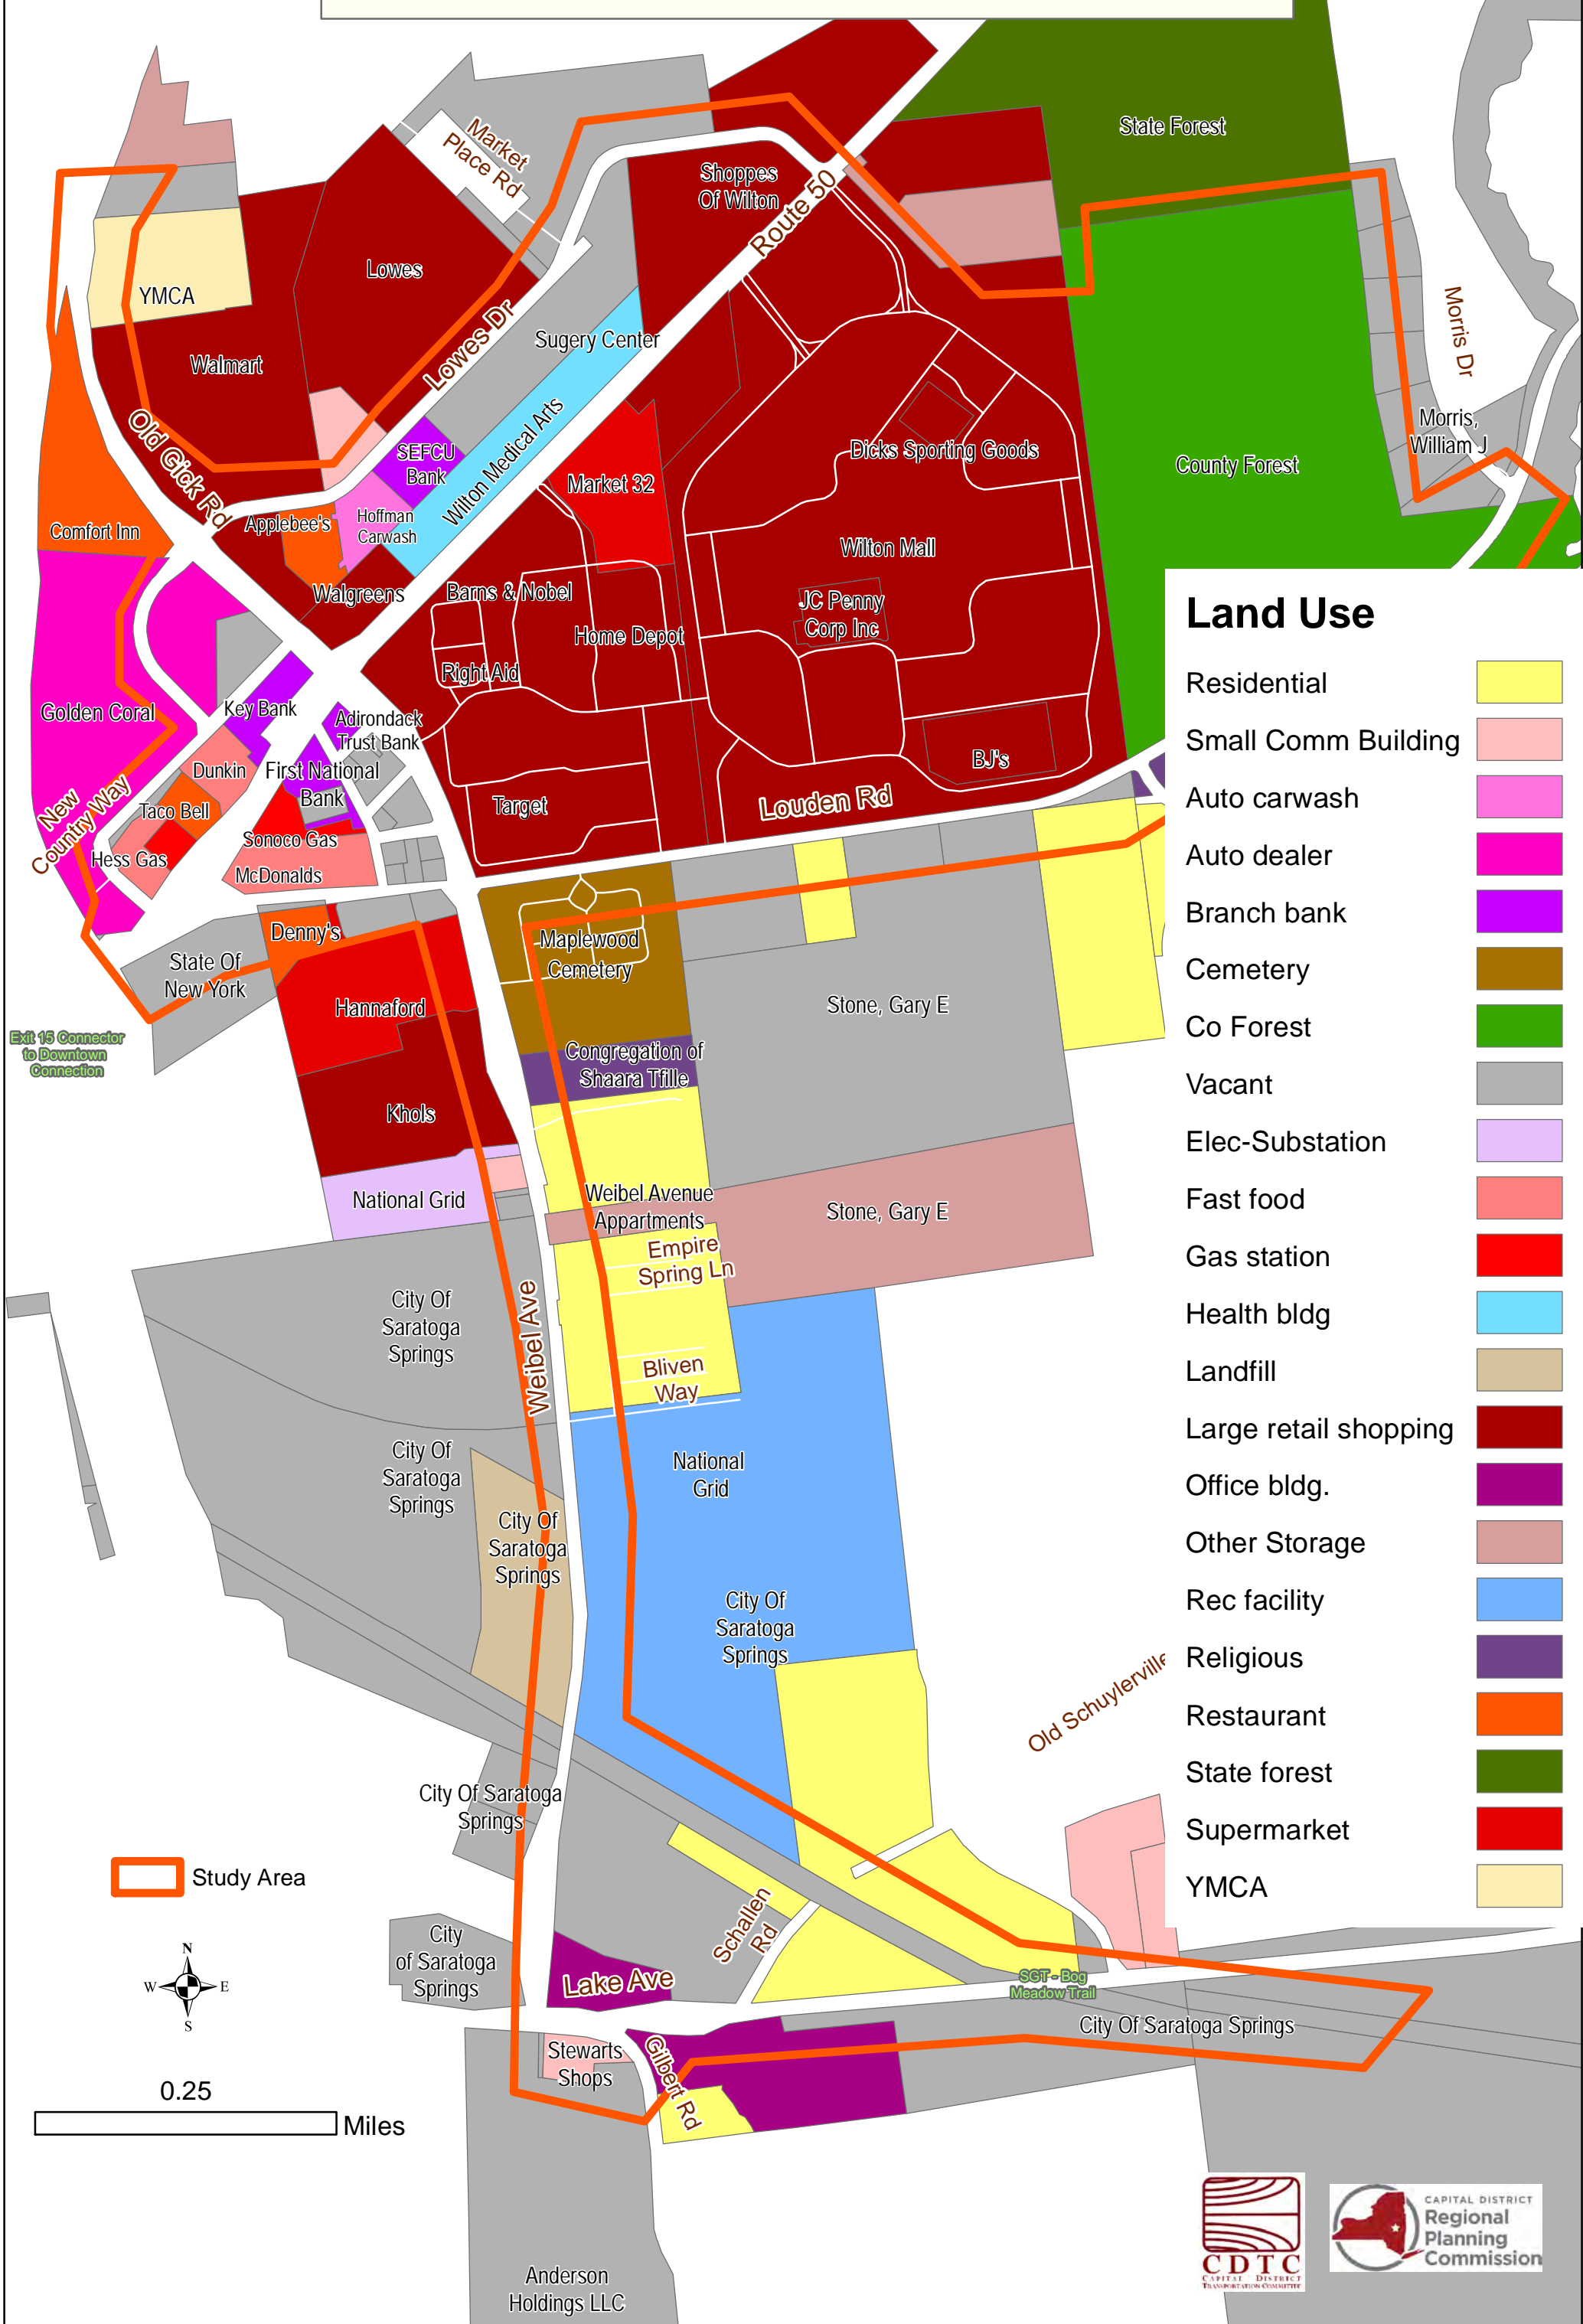 State Forest
Market
Place Rd
Shoppes
Of Wilton
Route 50
Lowes
YMCA
Morris Dr
Sugery Center
Lowes Dr
Walmart
Old Gick Rd
Morris,
William J
SEFCU
Bank
Wilton Medical Arts
Dicks Sporting Goods
County Forest
Market 32
Hoffman
Carwash
Applebee's
Comfort Inn
Wilton Mall
Walgreens
Barns & Nobel
JC Penny
Corp Inc
Home Depot
Right Aid
Golden Coral
Key Bank
Adirondack
Trust Bank
BJ's
Dunkin
First National
Bank
New
Country Way
Taco Bell
Target
Louden Rd
Sonoco Gas
Hess Gas
McDonalds
Denny's
Maplewood
Cemetery
State Of
New York
Hannaford
Stone, Gary E
Exit 15 Connector
to Downtown
Connection
Congregation of
Shaara Tfille
Khols
National Grid
Weibel Avenue
Appartments
Stone, Gary E
Empire
Spring Ln
City Of
Saratoga
Springs
Weibel Ave
Bliven
Way
City Of
Saratoga
Springs
National
Grid
City Of
Saratoga
Springs
City Of
Saratoga
Springs
Old Schuylerville
City Of Saratoga
Springs
Schallen
Rd
City
of Saratoga
Springs
Lake Ave
SGT - Bog
Meadow Trail
City Of Saratoga Springs
Stewarts
Shops
Gilbert Rd
Anderson
Holdings LLC
Land Use
Residential
Small Comm Building
Auto carwash
Auto dealer
Branch bank
Cemetery
Co Forest
Vacant
Elec-Substation
Fast food
Gas station
Health bldg
Landfill
Large retail shopping
Office bldg.
Other Storage
Rec facility
Religious
Restaurant
State forest
Supermarket
YMCA
Study Area
N
W
E
S
0.25
Miles
CDTC
CAPITAL DISTRICT
TRANSPORTATION COMMITTEE
CAPITAL DISTRICT
Regional
Planning
Commission